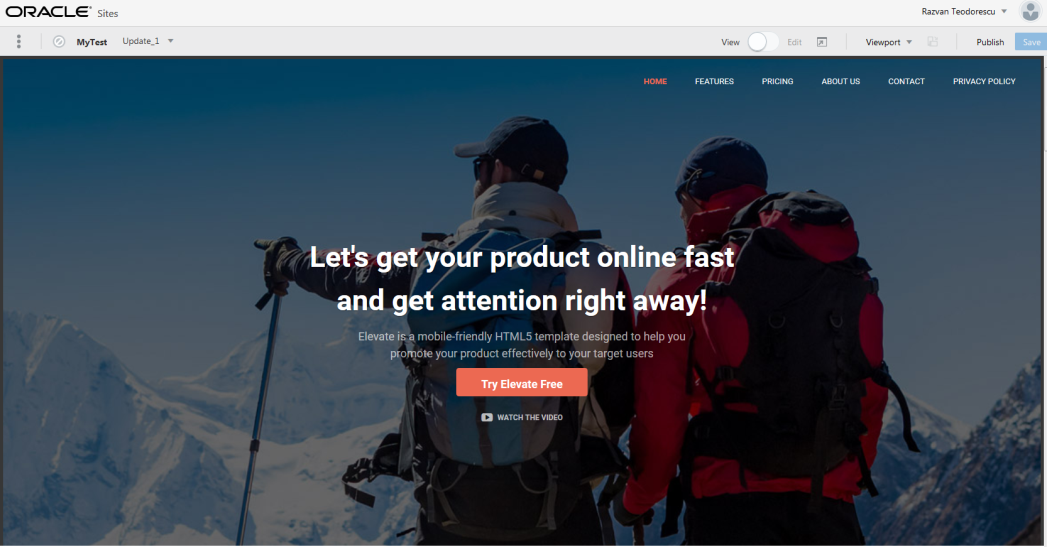 ORACLE® Sites
Razvan Teodorescu
MyTest Update_1
View Edit Viewport Publish Save
HOME FEATURES PRICING ABOUT US CONTACT PRIVACY POLICY
Let's get your product online fast
and get attention right away!
Elevate is a mobile-friendly HTML5 template designed to help you
promote your product effectively to your target users
Try Elevate Free
WATCH THE VIDEO